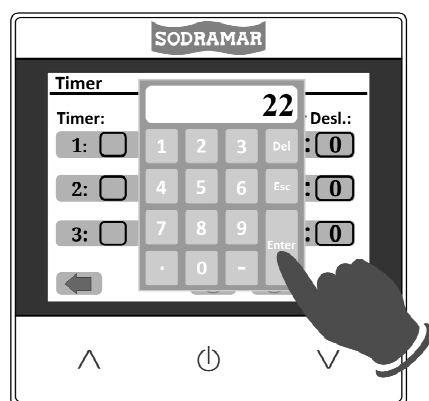 SODRAMAR
Timer
22
Timer:
Desl.:
1:
1 2 3 Del
: 0
2:
4 5 6 Esc
: 0
3:
7 8 9 Enter
: 0
. 0 -